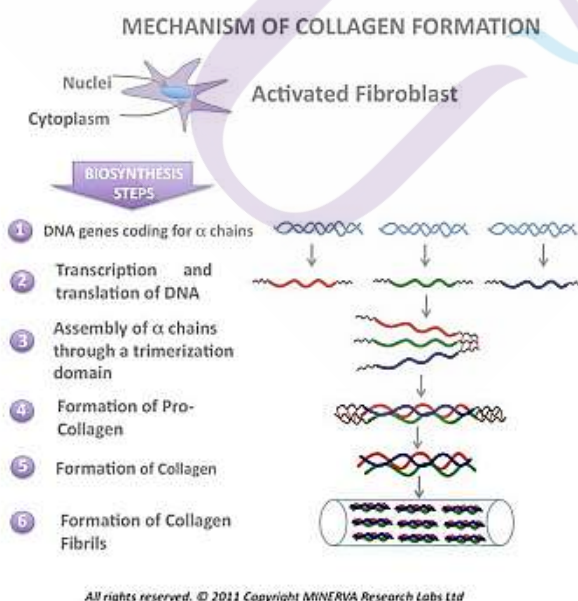 MECHANISM OF COLLAGEN FORMATION
Nuclei
Cytoplasm
Activated Fibroblast
BIOSYNTHESIS
STEPS
1 DNA genes coding for α chains
2 Transcription and
translation of DNA
3 Assembly of α chains
through a trimerization
domain
4 Formation of Pro-
Collagen
5 Formation of Collagen
6 Formation of Collagen
Fibrils
All rights reserved. © 2011 Copyright MINERVA Research Labs Ltd